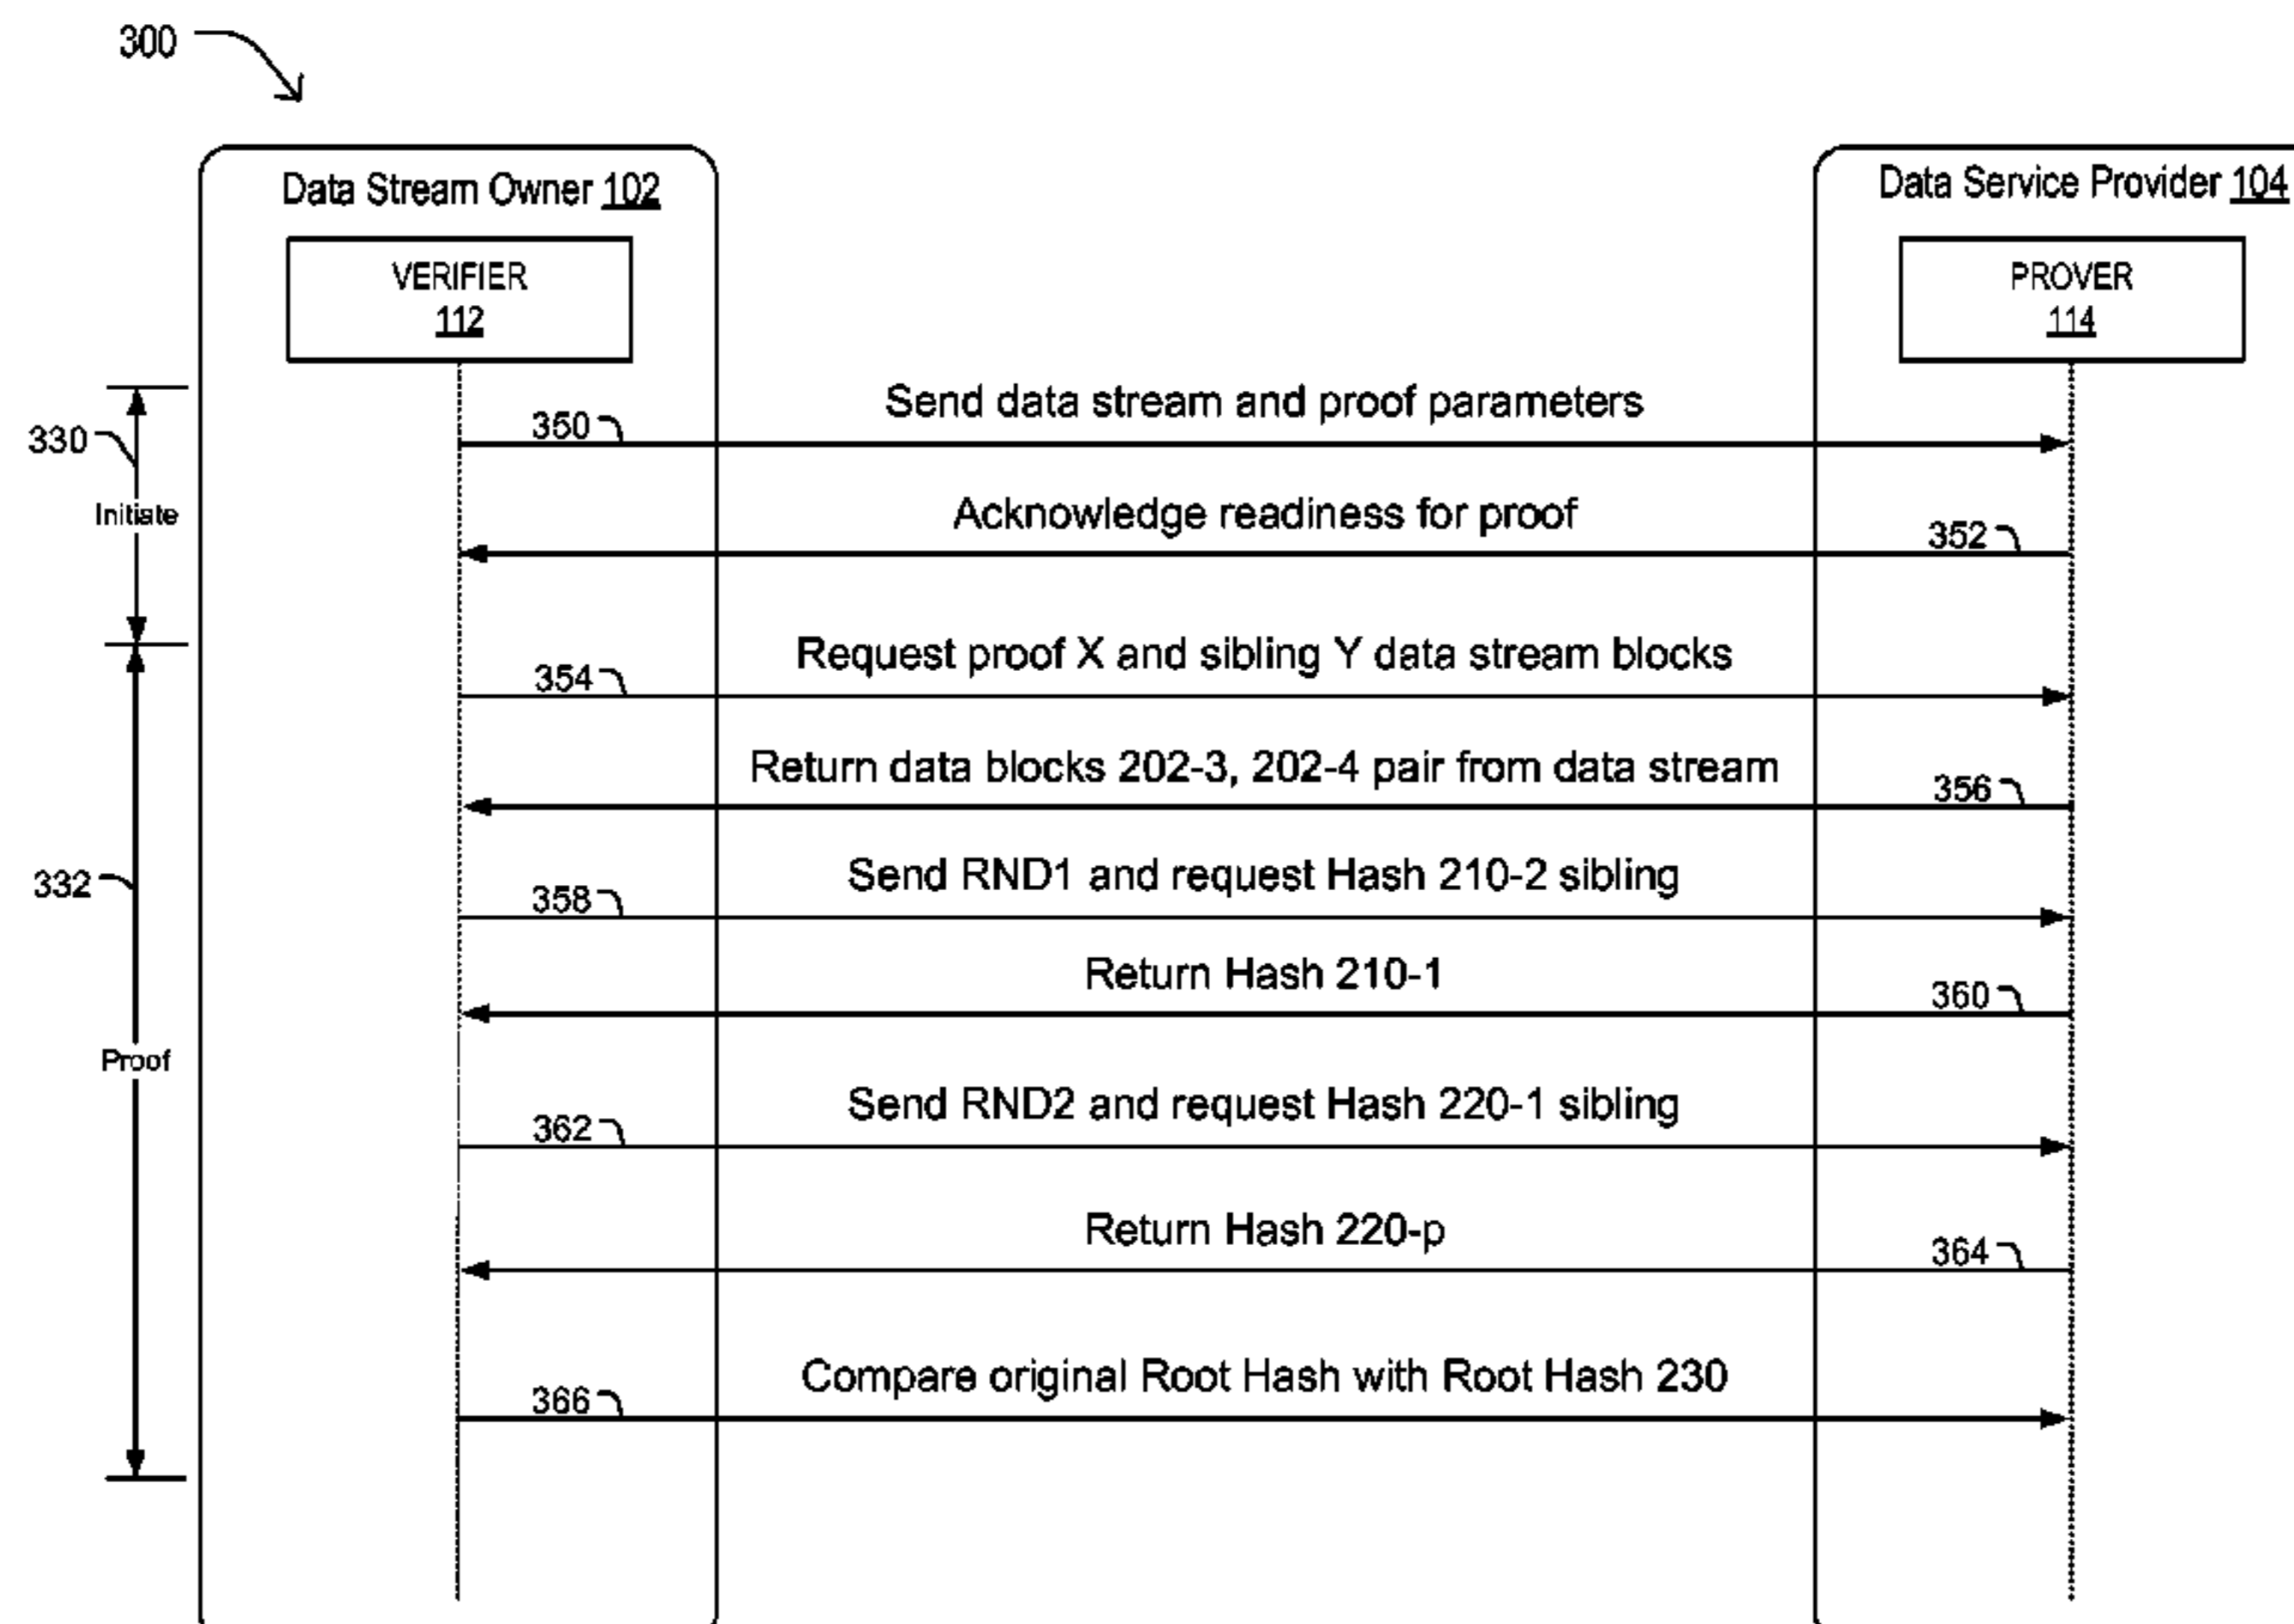 300
Data Stream Owner 102
Data Service Provider 104
VERIFIER
112
PROVER
114
Send data stream and proof parameters
350
330
Initiate
Acknowledge readiness for proof
352
Request proof X and sibling Y data stream blocks
354
Return data blocks 202-3, 202-4 pair from data stream
356
Send RND1 and request Hash 210-2 sibling
332
358
Return Hash 210-1
360
Proof
Send RND2 and request Hash 220-1 sibling
362
Return Hash 220-p
364
Compare original Root Hash with Root Hash 230
366